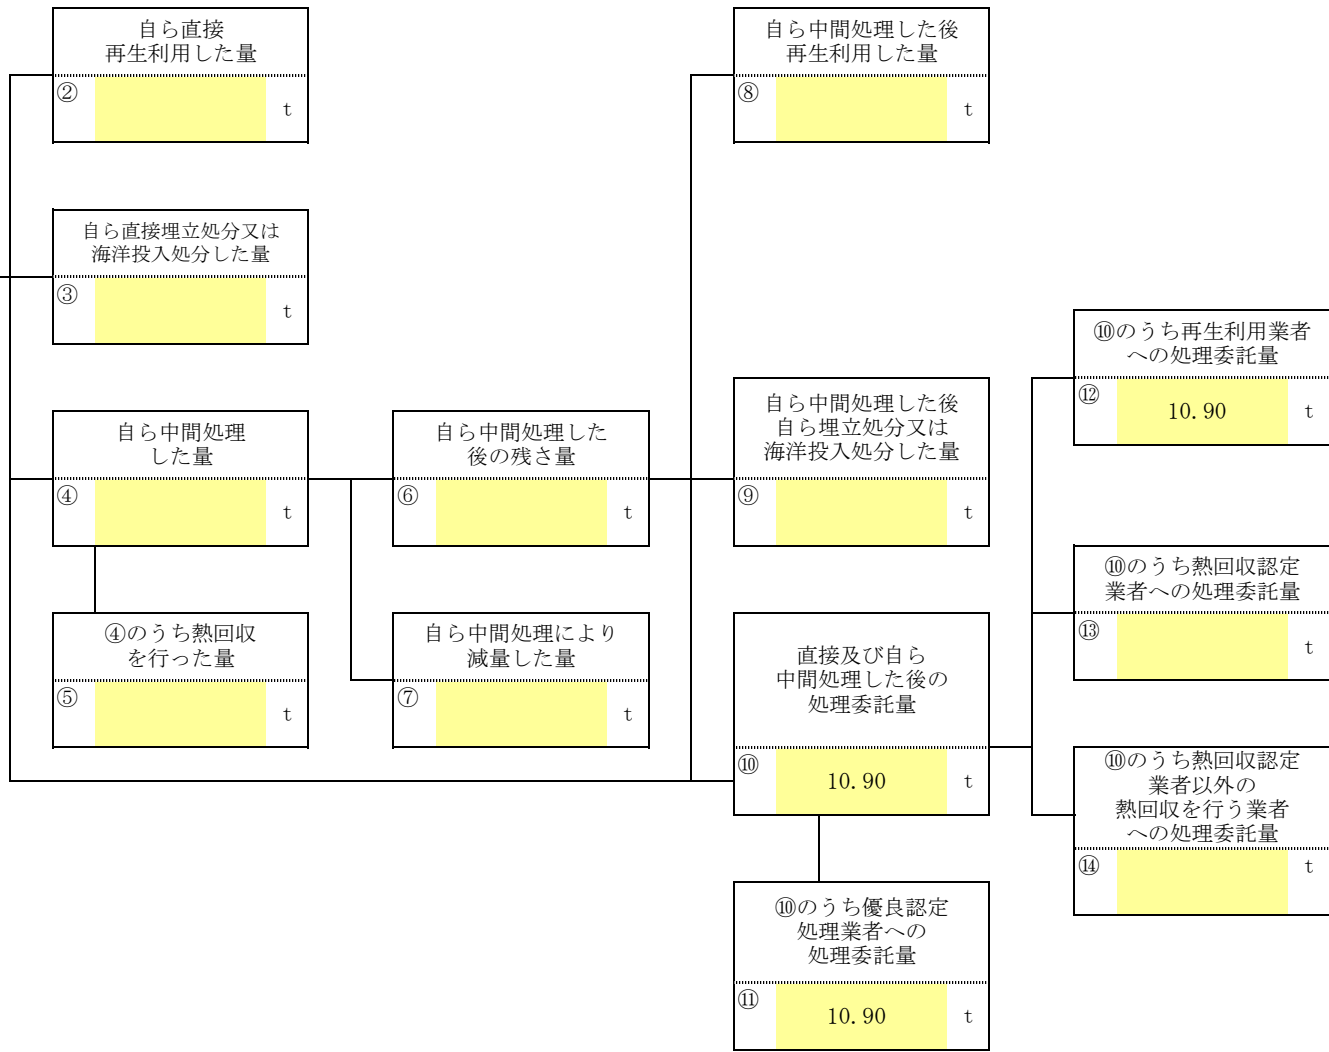 自ら直接
再生利用した量
②
t
自ら中間処理した後
再生利用した量
⑧
t
自ら直接埋立処分又は
海洋投入処分した量
③
t
⑩のうち再生利用業者
への処理委託量
⑫
10.90
t
自ら中間処理
した量
④
t
自ら中間処理した
後の残さ量
⑥
t
自ら中間処理した後
自ら埋立処分又は
海洋投入処分した量
⑨
t
⑩のうち熱回収認定
業者への処理委託量
⑬
t
④のうち熱回収
を行った量
⑤
t
自ら中間処理により
減量した量
⑦
t
直接及び自ら
中間処理した後の
処理委託量
⑩
10.90
t
⑩のうち熱回収認定
業者以外の
熱回収を行う業者
への処理委託量
⑭
t
⑩のうち優良認定
処理業者への
処理委託量
⑪
10.90
t